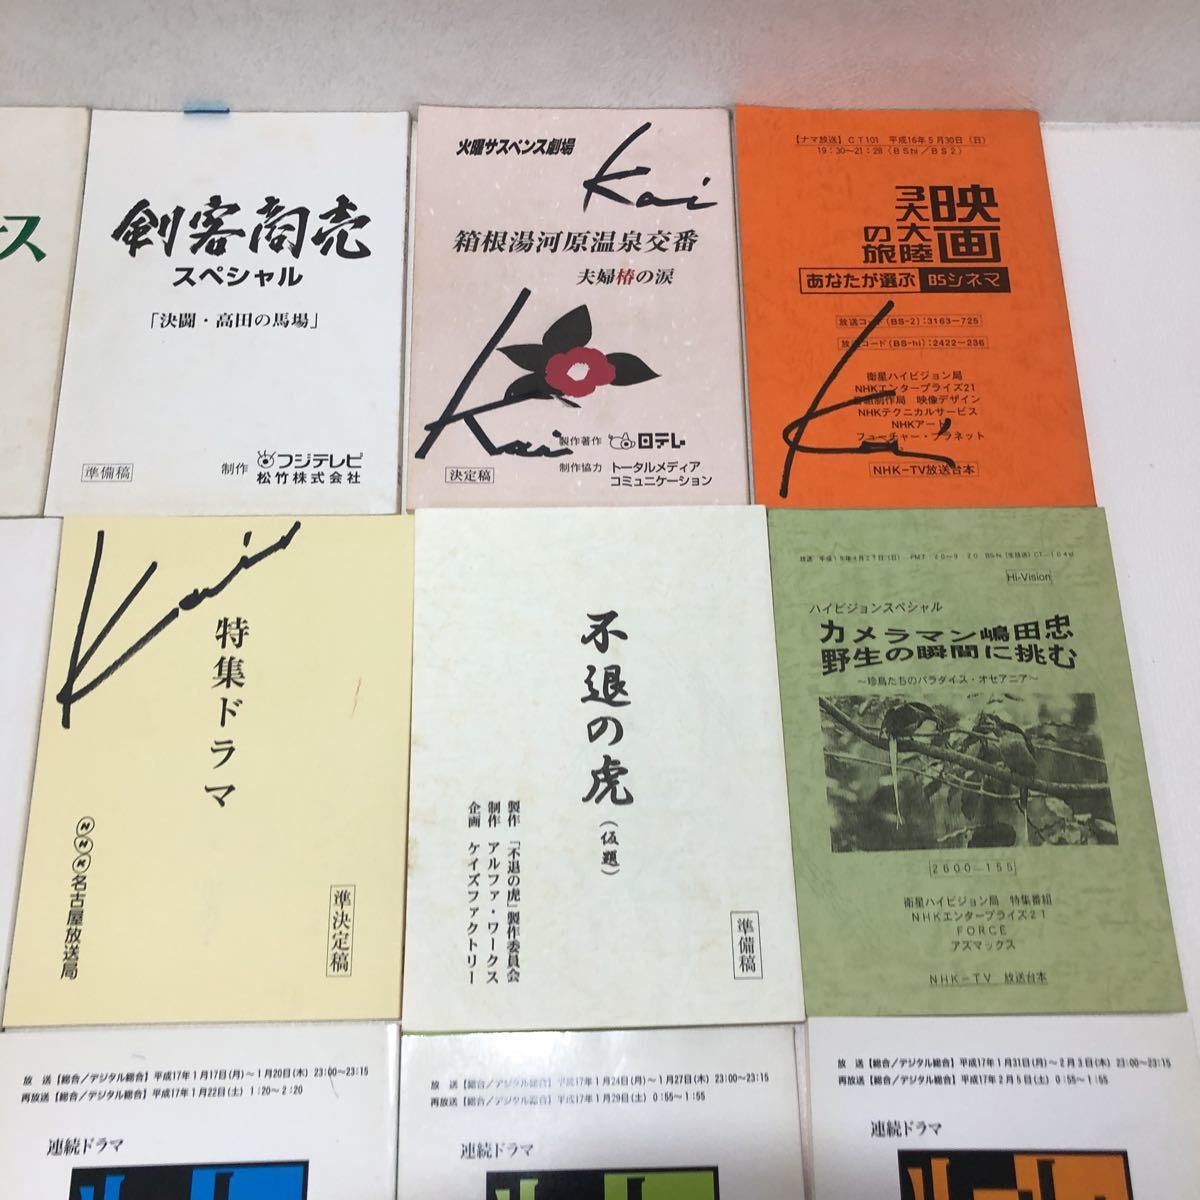 ース
剣客商売
スペシャル
「決闘・高田の馬場」
準備稿
制作
フジテレビ
松竹株式会社
火曜サスペンス劇場
Kai
箱根湯河原温泉交番
夫婦椿の涙
Kai
製作著作 日テレ
決定稿
制作協力 トータルメディア
コミュニケーション
【ナマ放送】 CT101 平成16年5月30日(日)
19:30〜21:28(BShi/BS2)
映画
3大大陸の旅
あなたが選ぶ BSシネマ
放送コード(BS-2):3163-725
放送コード(BS-hi):2422-236
衛星ハイビジョン局
NHKエンタープライズ21
番組制作局 映像デザイン
NHKテクニカルサービス
NHKアート
フューチャー・プラネット
NHK-TV放送台本
Kai
Kai
特集ドラマ
NHK名古屋放送局
準決定稿
不退の虎(仮題)
製作 「不退の虎」製作委員会
制作 アルファ・ワークス
企画 ケイズファクトリー
準備稿
Hi-Vision
ハイビジョンスペシャル
カメラマン嶋田忠
野生の瞬間に挑む
〜珍鳥たちのパラダイス・オセアニア〜
2600-155
衛星ハイビジョン局 特集番組
NHKエンタープライズ21
FORCE
アズマックス
NHK-TV 放送台本
放 送【総合/デジタル総合】平成17年1月17日(月)〜1月20日(木) 23:00〜23:15
再放送【総合/デジタル総合】平成17年1月22日(土) 1:20〜2:20
連続ドラマ
放 送【総合/デジタル総合】平成17年1月24日(月)〜1月27日(木) 23:00〜23:15
再放送【総合/デジタル総合】平成17年1月29日(土) 0:55〜1:55
連続ドラマ
放 送【総合/デジタル総合】平成17年1月31日(月)〜2月3日(木) 23:00〜23:15
再放送【総合/デジタル総合】平成17年2月5日(土) 0:55〜1:55
連続ドラマ